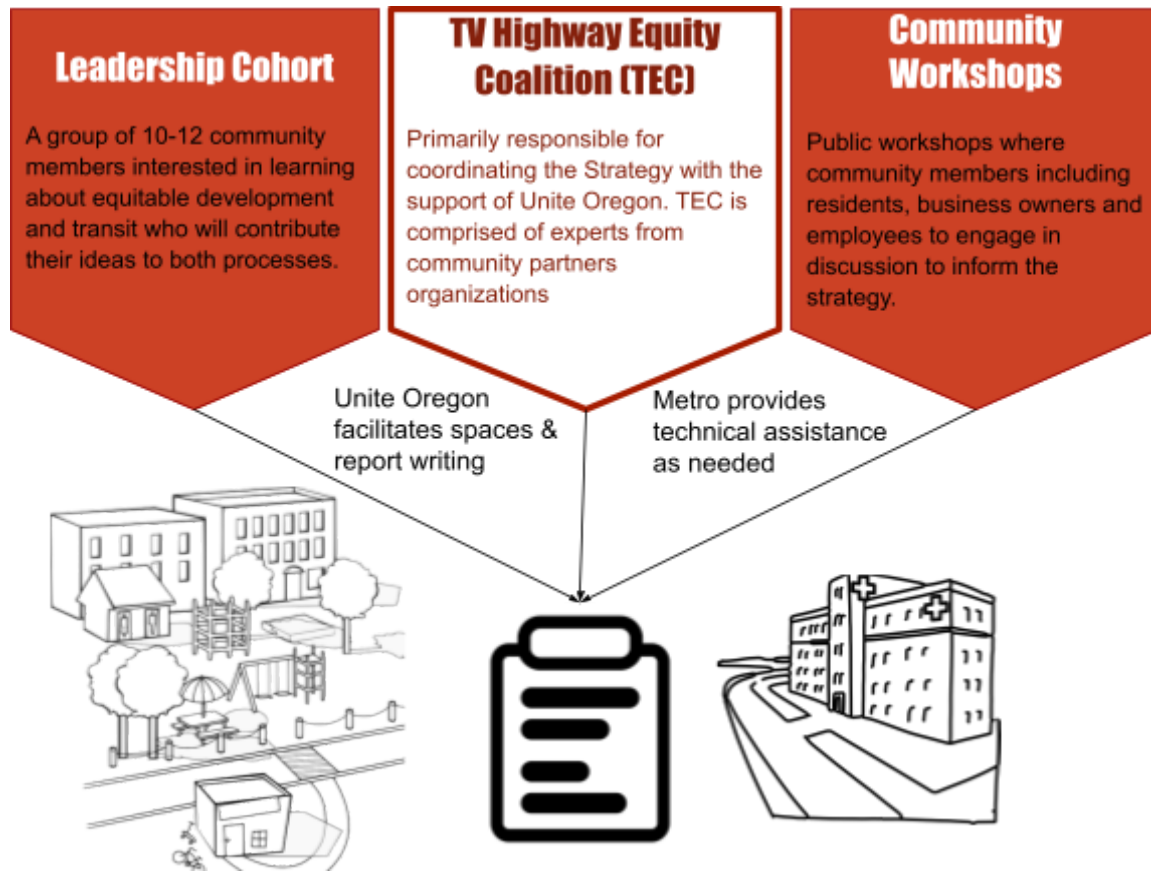 Leadership Cohort
A group of 10-12 community
members interested in learning
about equitable development
and transit who will contribute
their ideas to both processes.
TV Highway Equity
Coalition (TEC)
Primarily responsible for
coordinating the Strategy with the
support of Unite Oregon. TEC is
comprised of experts from
community partners
organizations
Community
Workshops
Public workshops where
community members including
residents, business owners and
employees to engage in
discussion to inform the
strategy.
Unite Oregon
facilitates spaces &
report writing
Metro provides
technical assistance
as needed